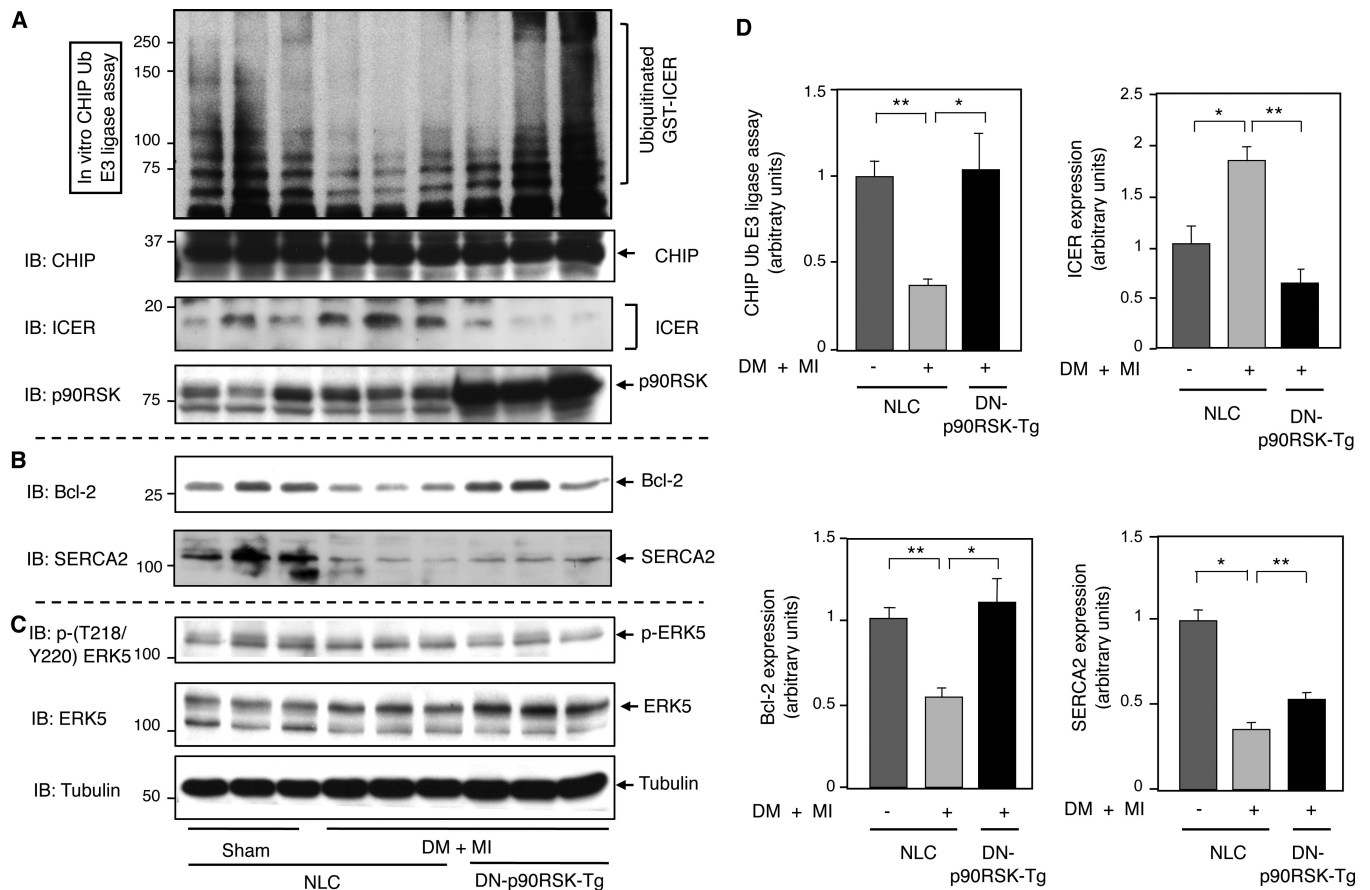 A
In vitro CHIP Ub
E3 ligase assay
250
150
100
75
Ubiquitinated
GST-ICER
IB: CHIP
37
CHIP
IB: ICER
20
ICER
IB: p90RSK
75
p90RSK
B
IB: Bcl-2
25
Bcl-2
IB: SERCA2
100
SERCA2
C
IB: p-(T218/
Y220) ERK5
100
p-ERK5
IB: ERK5
100
ERK5
IB: Tubulin
50
Tubulin
Sham
DM + MI
NLC
DN-p90RSK-Tg
D
CHIP Ub E3 ligase assay
(arbitraty units)
1.5
1
0.5
0
** *
DM + MI - + +
NLC
DN-
p90RSK-Tg
ICER expression
(arbitrary units)
2.5
2
1.5
1
0.5
0
* **
DM + MI - + +
NLC
DN-
p90RSK-Tg
Bcl-2 expression
(arbitrary units)
1.5
1
0.5
0
** *
DM + MI - + +
NLC
DN-
p90RSK-Tg
SERCA2 expression
(arbitrary units)
1.5
1
0.5
0
* **
DM + MI - + +
NLC
DN-
p90RSK-Tg